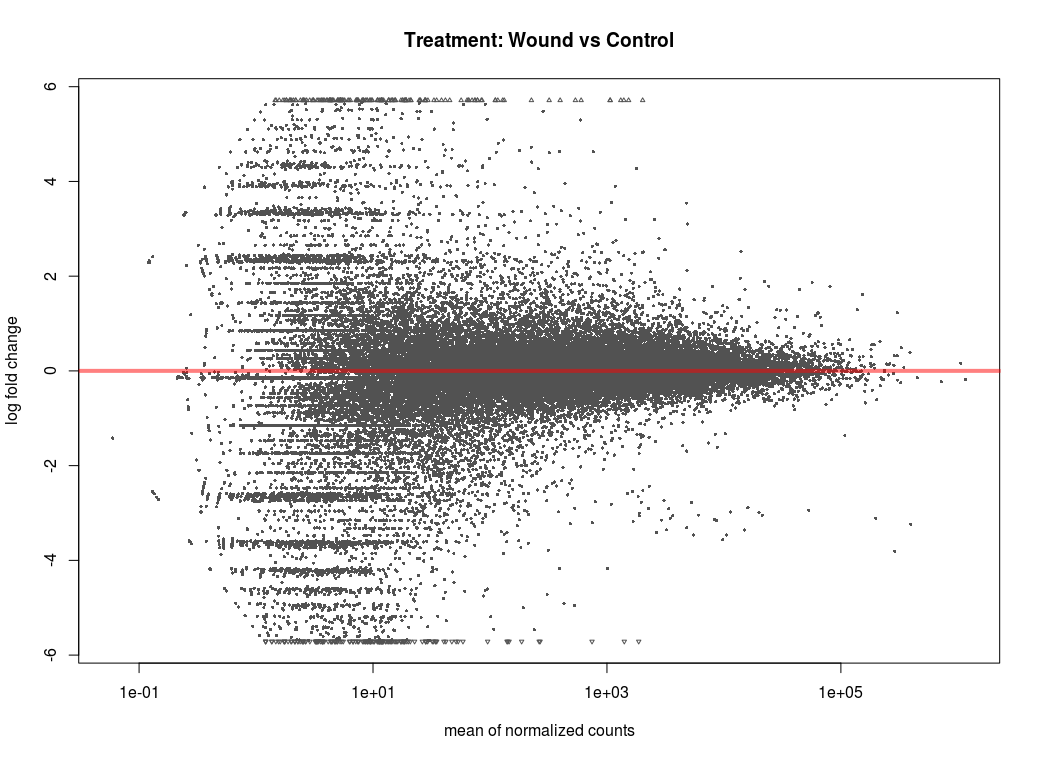 Treatment: Wound vs Control
log fold change
6
4
2
0
-2
-4
-6
1e-01 1e+01 1e+03 1e+05
mean of normalized counts